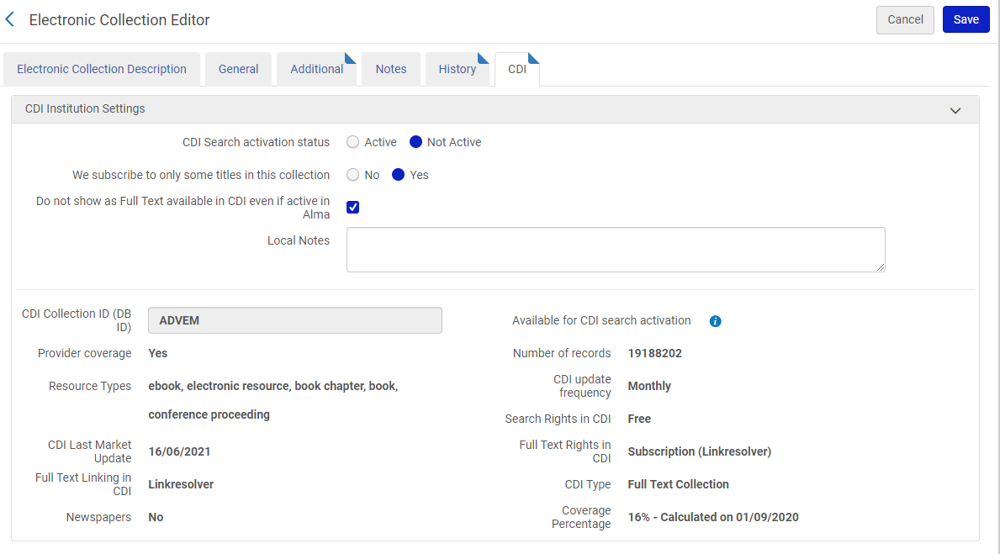 Electronic Collection Editor
Cancel
Save
Electronic Collection Description
General
Additional
Notes
History
CDI
CDI Institution Settings
CDI Search activation status
Active
Not Active
We subscribe to only some titles in this collection
No
Yes
Do not show as Full Text available in CDI even if active in
Alma
Local Notes
CDI Collection ID (DB
ID)
ADVEM
Available for CDI search activation
Provider coverage
Yes
Number of records
19188202
Resource Types
ebook, electronic resource, book chapter, book,
conference proceeding
CDI update
frequency
Monthly
Search Rights in CDI
Free
CDI Last Market
Update
16/06/2021
Full Text Rights in
CDI
Subscription (Linkresolver)
Full Text Linking in
CDI
Linkresolver
CDI Type
Full Text Collection
Newspapers
No
Coverage
Percentage
16% - Calculated on 01/09/2020